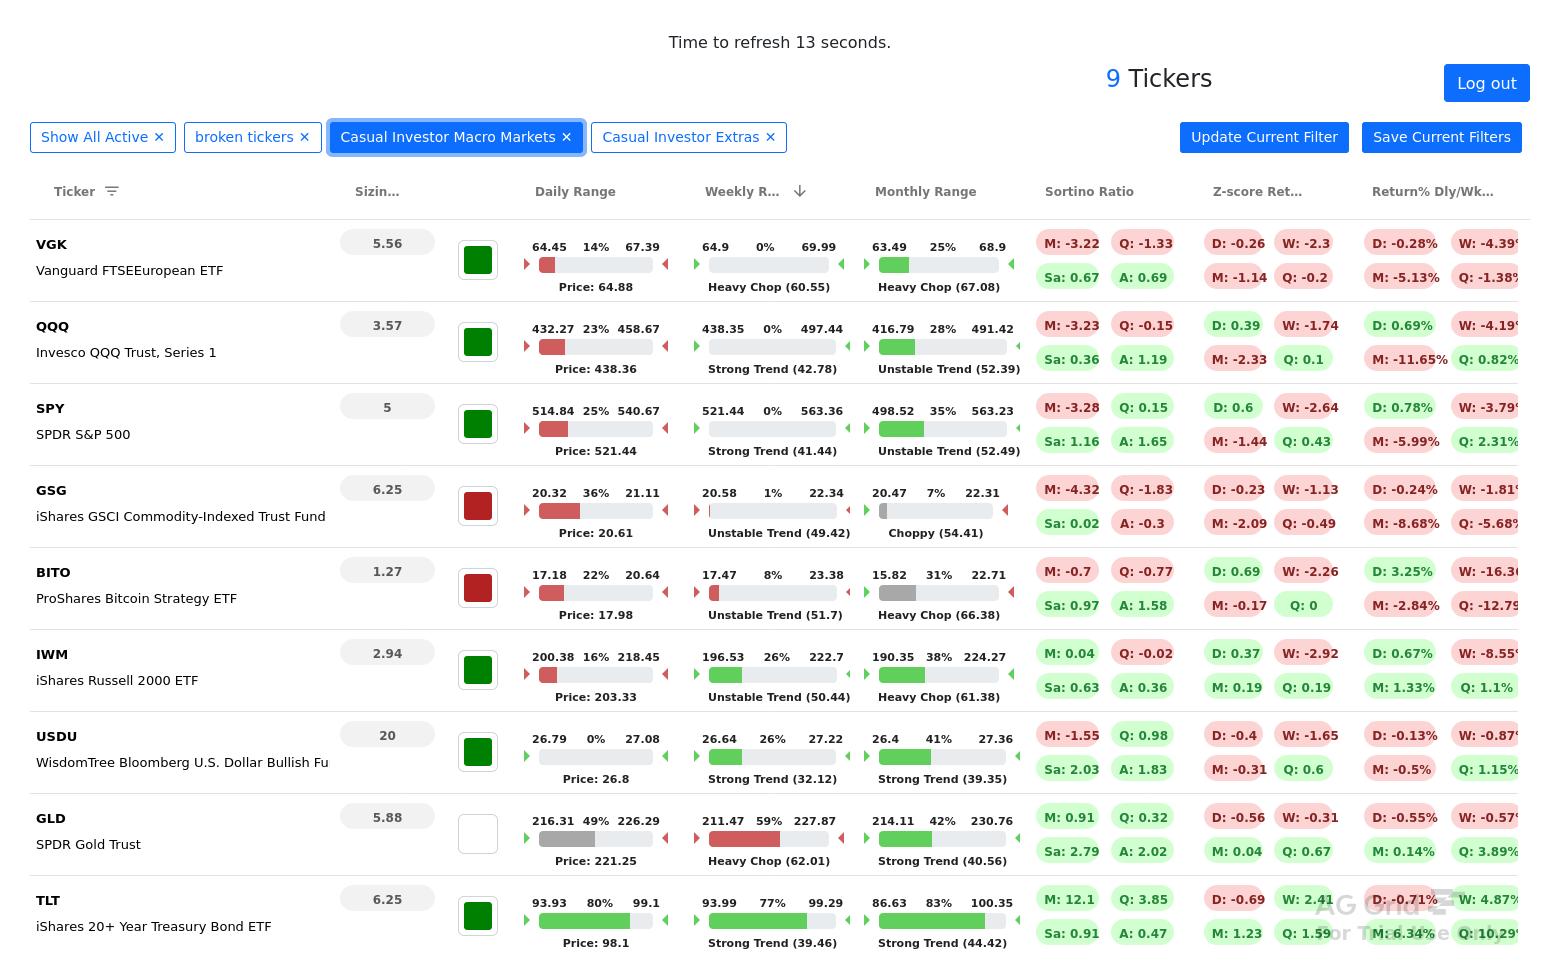 Time to refresh 13 seconds.
9 Tickers
Log out
Show All Active ✕ broken tickers ✕ Casual Investor Macro Markets ✕ Casual Investor Extras ✕ Update Current Filter Save Current Filters
Ticker Sizin... Daily Range Weekly R... Monthly Range Sortino Ratio Z-score Ret... Return% Dly/Wk...
VGK 5.56 64.45 14% 67.39 64.9 0% 69.99 63.49 25% 68.9 M: -3.22 Q: -1.33 D: -0.26 W: -2.3 D: -0.28% W: -4.39%
Vanguard FTSEEuropean ETF Price: 64.88 Heavy Chop (60.55) Heavy Chop (67.08) Sa: 0.67 A: 0.69 M: -1.14 Q: -0.2 M: -5.13% Q: -1.38%
QQQ 3.57 432.27 23% 458.67 438.35 0% 497.44 416.79 28% 491.42 M: -3.23 Q: -0.15 D: 0.39 W: -1.74 D: 0.69% W: -4.19%
Invesco QQQ Trust, Series 1 Price: 438.36 Strong Trend (42.78) Unstable Trend (52.39) Sa: 0.36 A: 1.19 M: -2.33 Q: 0.1 M: -11.65% Q: 0.82%
SPY 5 514.84 25% 540.67 521.44 0% 563.36 498.52 35% 563.23 M: -3.28 Q: 0.15 D: 0.6 W: -2.64 D: 0.78% W: -3.79%
SPDR S&P 500 Price: 521.44 Strong Trend (41.44) Unstable Trend (52.49) Sa: 1.16 A: 1.65 M: -1.44 Q: 0.43 M: -5.99% Q: 2.31%
GSG 6.25 20.32 36% 21.11 20.58 1% 22.34 20.47 7% 22.31 M: -4.32 Q: -1.83 D: -0.23 W: -1.13 D: -0.24% W: -1.81%
iShares GSCI Commodity-Indexed Trust Fund Price: 20.61 Unstable Trend (49.42) Choppy (54.41) Sa: 0.02 A: -0.3 M: -2.09 Q: -0.49 M: -8.68% Q: -5.68%
BITO 1.27 17.18 22% 20.64 17.47 8% 23.38 15.82 31% 22.71 M: -0.7 Q: -0.77 D: 0.69 W: -2.26 D: 3.25% W: -16.36
ProShares Bitcoin Strategy ETF Price: 17.98 Unstable Trend (51.7) Heavy Chop (66.38) Sa: 0.97 A: 1.58 M: -0.17 Q: 0 M: -2.84% Q: -12.79
IWM 2.94 200.38 16% 218.45 196.53 26% 222.7 190.35 38% 224.27 M: 0.04 Q: -0.02 D: 0.37 W: -2.92 D: 0.67% W: -8.55%
iShares Russell 2000 ETF Price: 203.33 Unstable Trend (50.44) Heavy Chop (61.38) Sa: 0.63 A: 0.36 M: 0.19 Q: 0.19 M: 1.33% Q: 1.1%
USDU 20 26.79 0% 27.08 26.64 26% 27.22 26.4 41% 27.36 M: -1.55 Q: 0.98 D: -0.4 W: -1.65 D: -0.13% W: -0.87%
WisdomTree Bloomberg U.S. Dollar Bullish Fu Price: 26.8 Strong Trend (32.12) Strong Trend (39.35) Sa: 2.03 A: 1.83 M: -0.31 Q: 0.6 M: -0.5% Q: 1.15%
GLD 5.88 216.31 49% 226.29 211.47 59% 227.87 214.11 42% 230.76 M: 0.91 Q: 0.32 D: -0.56 W: -0.31 D: -0.55% W: -0.57%
SPDR Gold Trust Price: 221.25 Heavy Chop (62.01) Strong Trend (40.56) Sa: 2.79 A: 2.02 M: 0.04 Q: 0.67 M: 0.14% Q: 3.89%
TLT 6.25 93.93 80% 99.1 93.99 77% 99.29 86.63 83% 100.35 M: 12.1 Q: 3.85 D: -0.69 W: 2.41 D: -0.71% W: 4.87%
iShares 20+ Year Treasury Bond ETF Price: 98.1 Strong Trend (39.46) Strong Trend (44.42) Sa: 0.91 A: 0.47 M: 1.23 Q: 1.59 M: 6.34% Q: 10.29%
AG Grid
For Trial Use Only